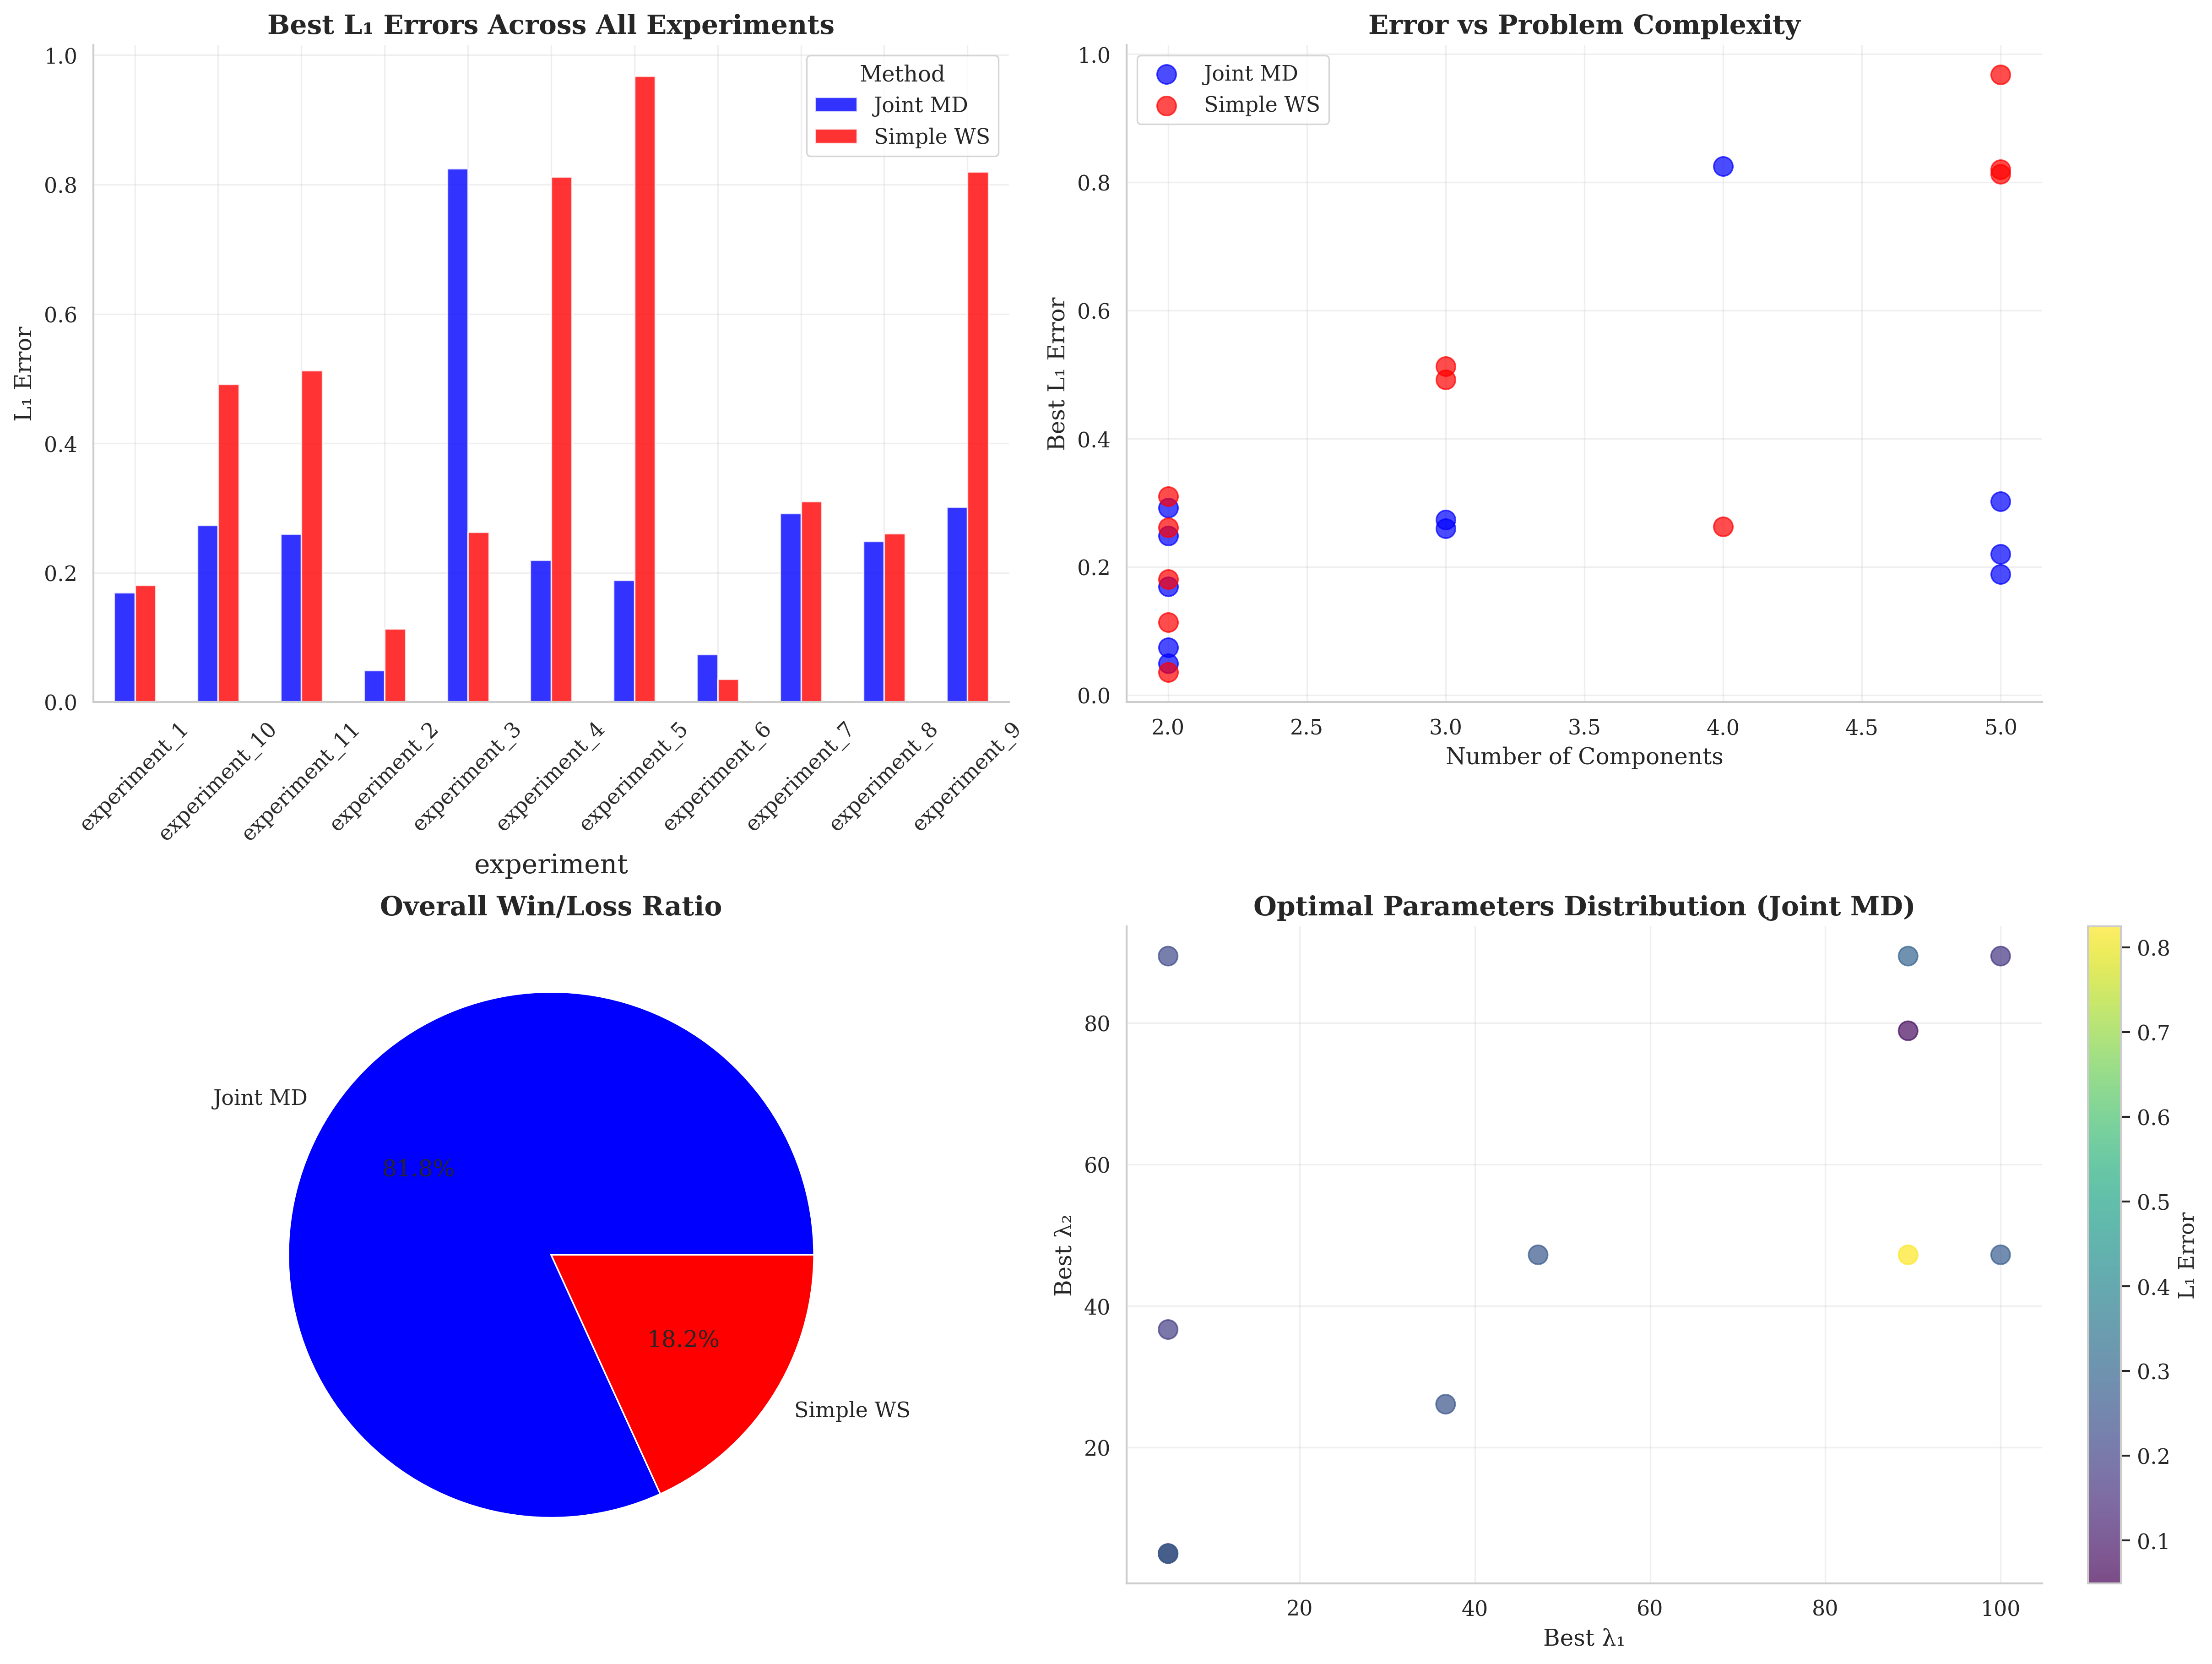 Best L₁ Errors Across All Experiments
L₁ Error
1.0
0.8
0.6
0.4
0.2
0.0
Method
Joint MD
Simple WS
experiment_1
experiment_10
experiment_11
experiment_2
experiment_3
experiment_4
experiment_5
experiment_6
experiment_7
experiment_8
experiment_9
experiment
Error vs Problem Complexity
Best L₁ Error
1.0
0.8
0.6
0.4
0.2
0.0
Joint MD
Simple WS
2.0
2.5
3.0
3.5
4.0
4.5
5.0
Number of Components
Overall Win/Loss Ratio
Joint MD
81.8%
18.2%
Simple WS
Optimal Parameters Distribution (Joint MD)
Best λ₂
80
60
40
20
20
40
60
80
100
Best λ₁
0.8
0.7
0.6
0.5
0.4
0.3
0.2
0.1
L₁ Error